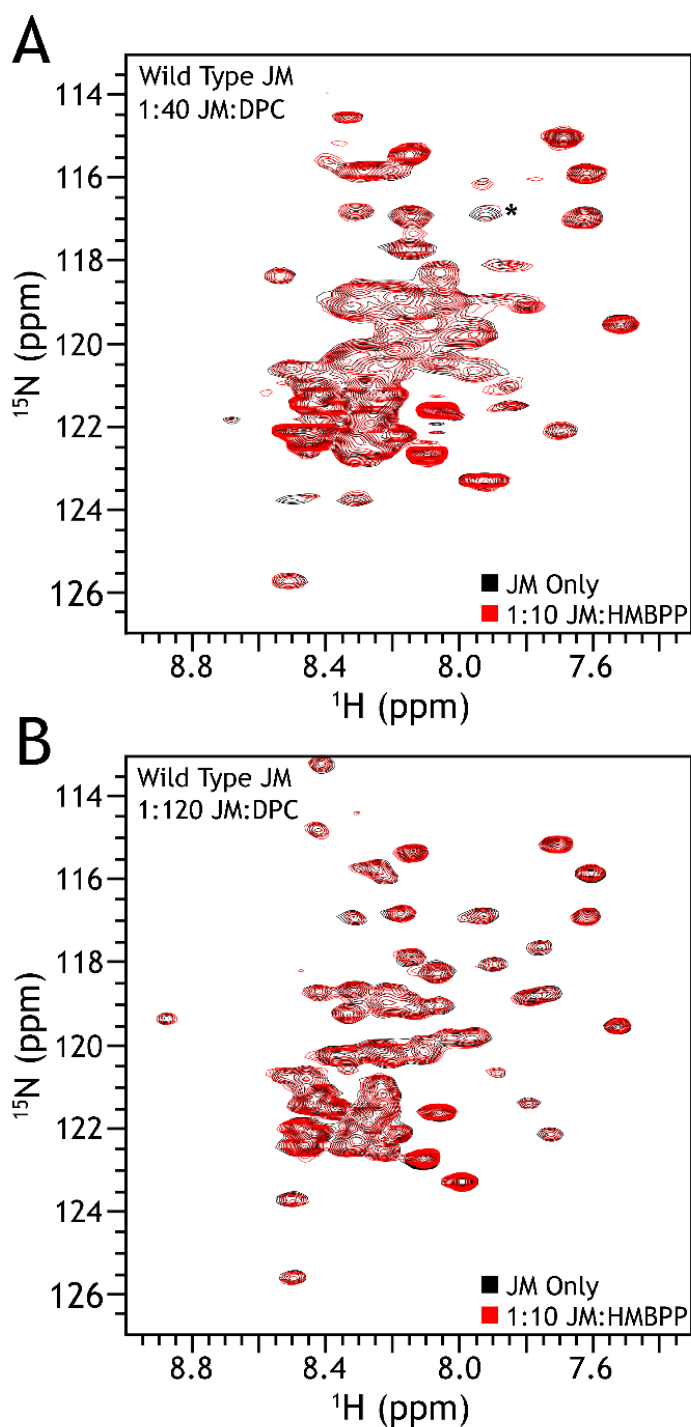 A
Wild Type JM
1:40 JM:DPC
114
116
118
120
122
124
126
*
¹⁵N (ppm)
JM Only
1:10 JM:HMBPP
8.8 8.4 8.0 7.6
¹H (ppm)
B
Wild Type JM
1:120 JM:DPC
114
116
118
120
122
124
126
¹⁵N (ppm)
JM Only
1:10 JM:HMBPP
8.8 8.4 8.0 7.6
¹H (ppm)